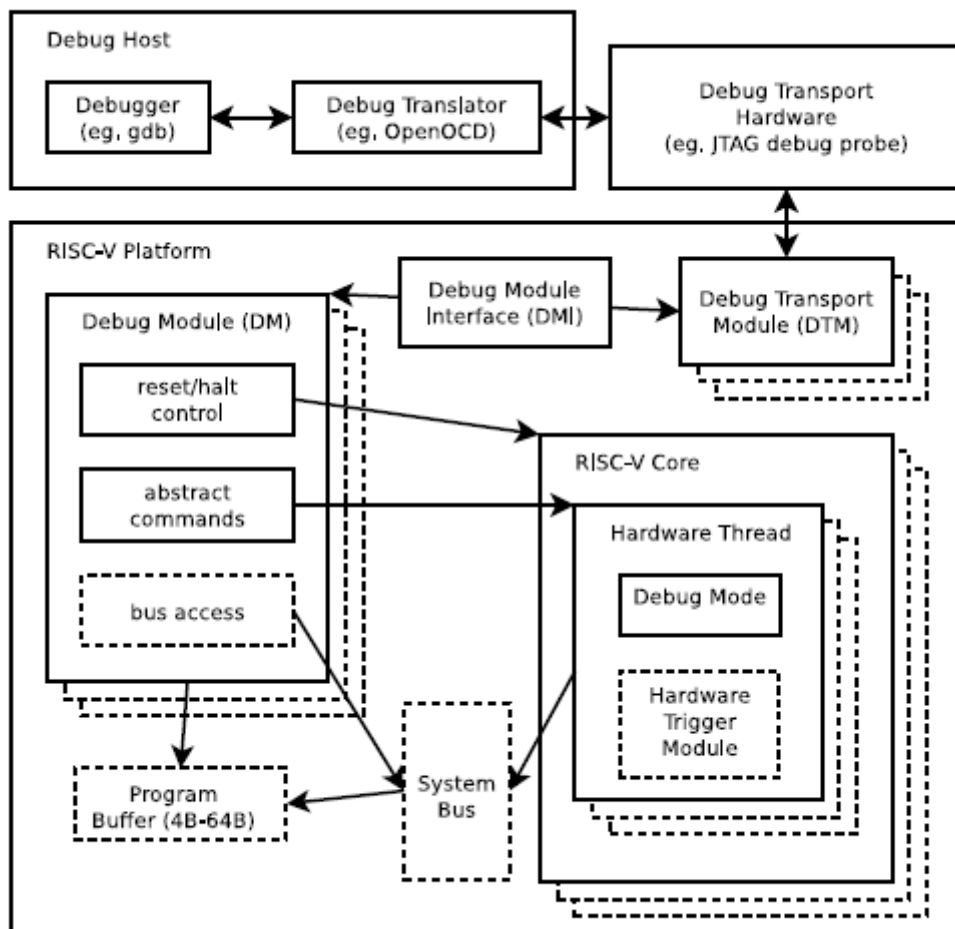 Debug Host
Debugger
(eg, gdb)
Debug Translator
(eg, OpenOCD)
Debug Transport
Hardware
(eg, JTAG debug probe)
RISC-V Platform
Debug Module (DM)
reset/halt
control
abstract
commands
bus access
Debug Module
Interface (DMI)
Debug Transport
Module (DTM)
RISC-V Core
Hardware Thread
Debug Mode
Hardware
Trigger
Module
System
Bus
Program
Buffer (4B-64B)